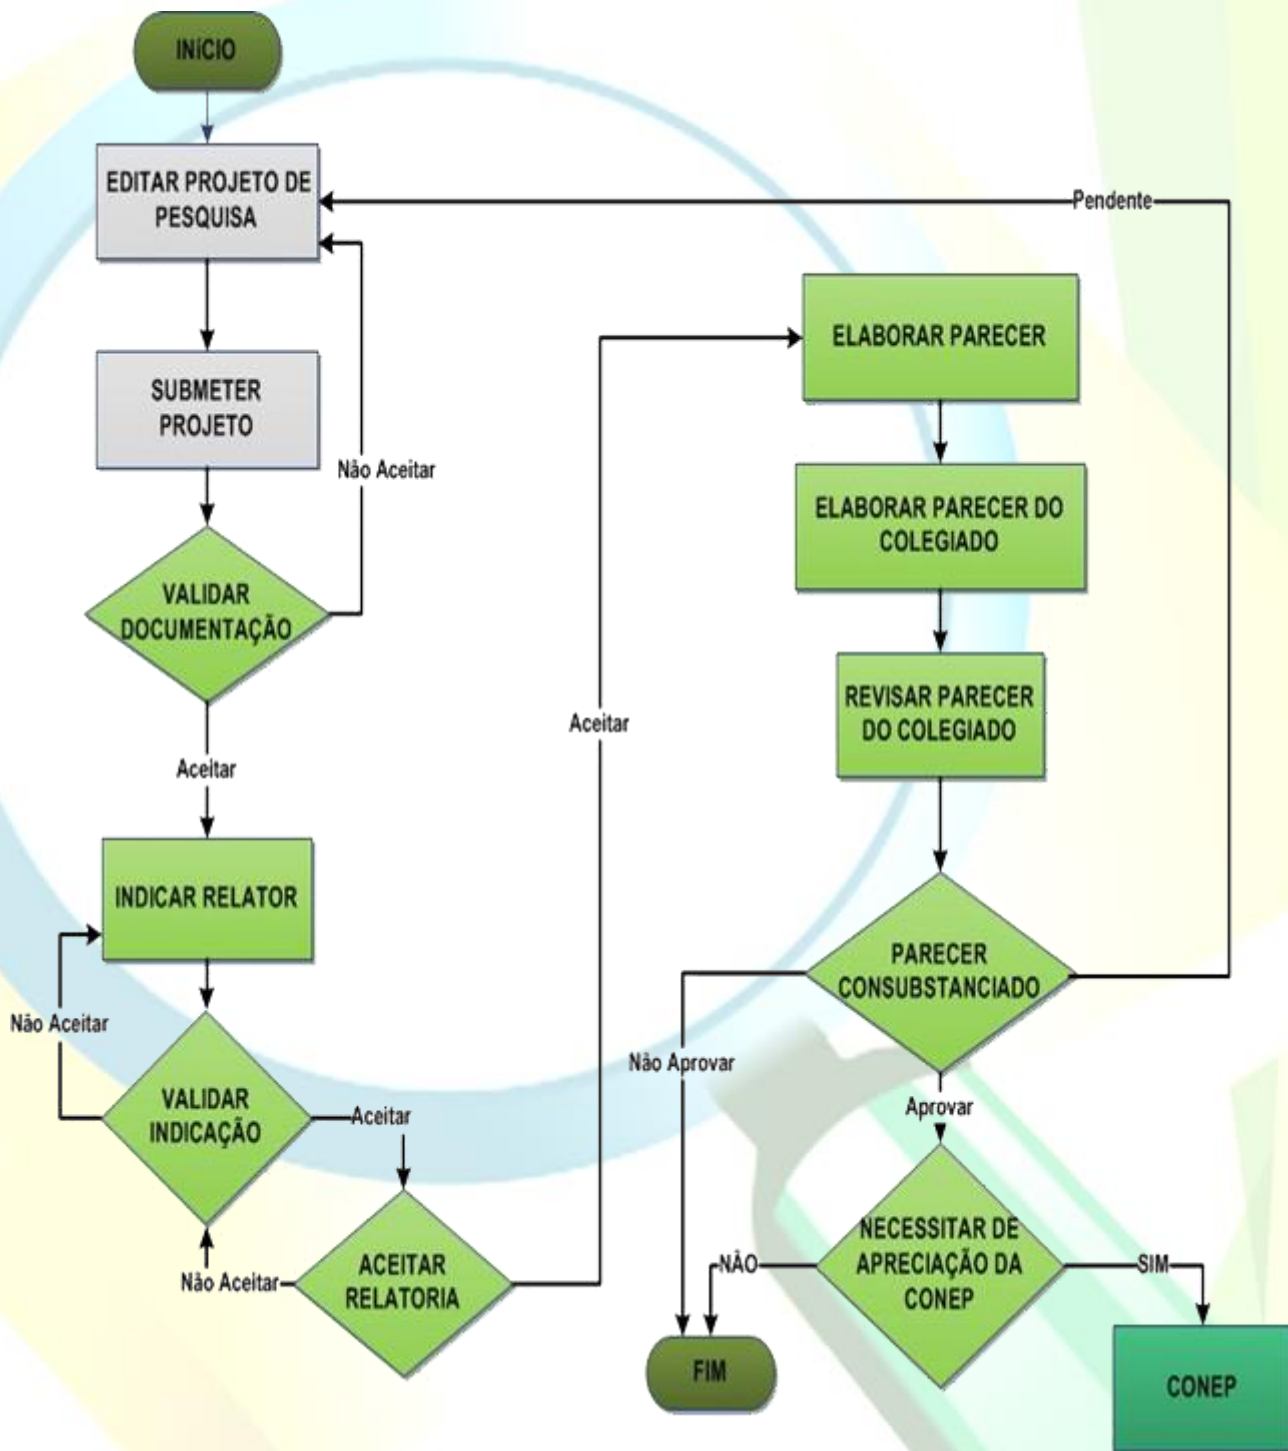 INíCIO
EDITAR PROJETO DE
PESQUISA
SUBMETER
PROJETO
Não Aceitar
VALIDAR
DOCUMENTAÇÃO
Aceitar
INDICAR RELATOR
Não Aceitar
VALIDAR
INDICAÇÃO
Aceitar
Não Aceitar
ACEITAR
RELATORIA
Aceitar
Pendente
ELABORAR PARECER
ELABORAR PARECER DO
COLEGIADO
REVISAR PARECER
DO COLEGIADO
PARECER
CONSUBSTANCIADO
Não Aprovar
Aprovar
NECESSITAR DE
APRECIAÇÃO DA
CONEP
NÃO
SIM
FIM
CONEP